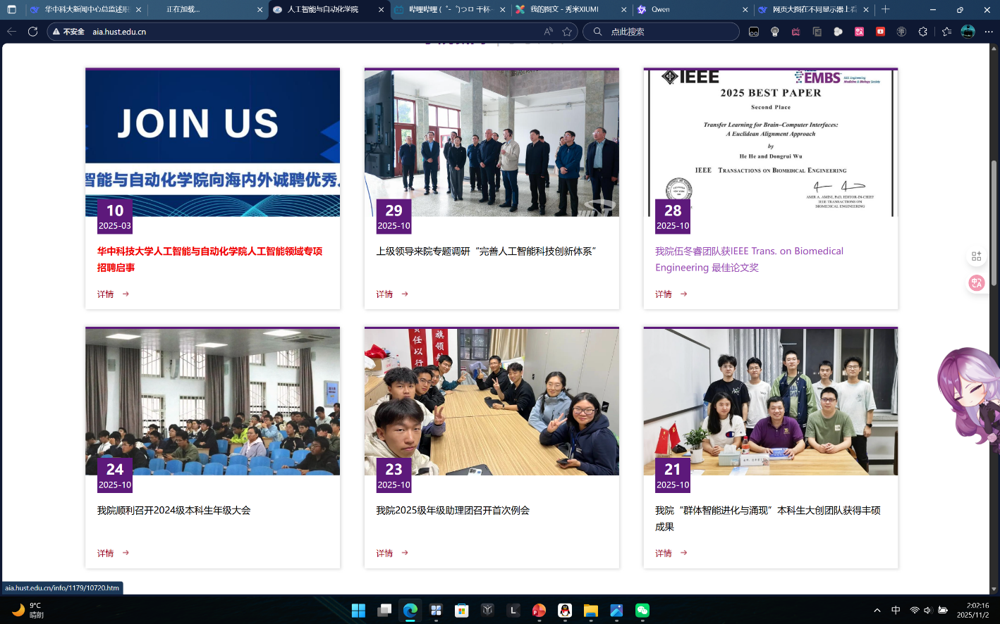 华中科大新闻中心总监述职
正在加载...
人工智能与自动化学院
哔哩哔哩 (゜-゜)つロ 干杯~
我的图文 - 秀米XIUMI
Qwen
网页大图在不同显示器上看
不安全 aia.hust.edu.cn
点此搜索
JOIN US
智能与自动化学院向海内外诚聘优秀
10
2025-03
华中科技大学人工智能与自动化学院人工智能领域专项
招聘启事
详情 →
29
2025-10
上级领导来院专题调研“完善人工智能科技创新体系”
详情 →
IEEE
EMBS
IEEE Engineering
Medicine & Biology Society
2025 BEST PAPER
Second Place
Transfer Learning for Brain–Computer Interfaces:
A Euclidean Alignment Approach
by
He He and Dongrui Wu
IEEE TRANSACTIONS ON BIOMEDICAL ENGINEERING
AMIR A. AMINI, PhD, EDITOR-IN-CHIEF
IEEE TRANSACTIONS ON
BIOMEDICAL ENGINEERING
28
2025-10
我院伍冬睿团队获IEEE Trans. on Biomedical
Engineering 最佳论文奖
详情 →
24
2025-10
我院顺利召开2024级本科生年级大会
详情 →
责任以行
旗领航
23
2025-10
我院2025级年级助理团召开首次例会
详情 →
21
2025-10
我院“群体智能进化与涌现”本科生大创团队获得丰硕
成果
详情 →
aia.hust.edu.cn/info/1179/10720.htm
9°C
晴朗
中
2:02:16
2025/11/2